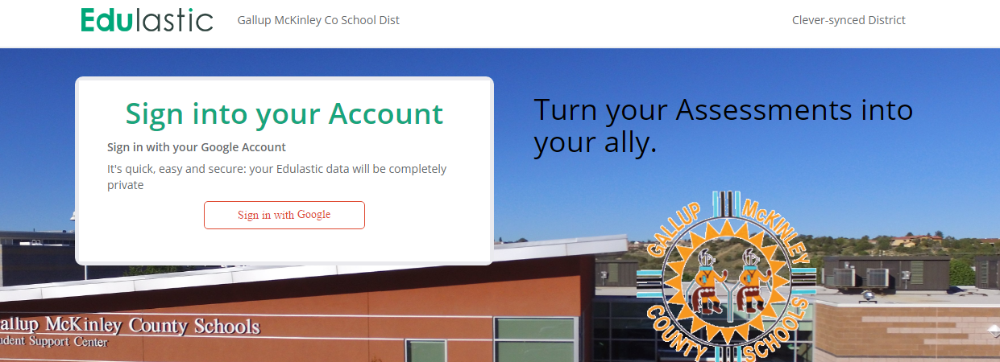 Edulastic
Gallup McKinley Co School Dist
Clever-synced District
Sign into your Account
Sign in with your Google Account
It's quick, easy and secure: your Edulastic data will be completely
private
Sign in with Google
Turn your Assessments into
your ally.
GALLUP MCKINLEY
COUNTY SCHOOLS
allup McKinley County Schools
udent Support Center